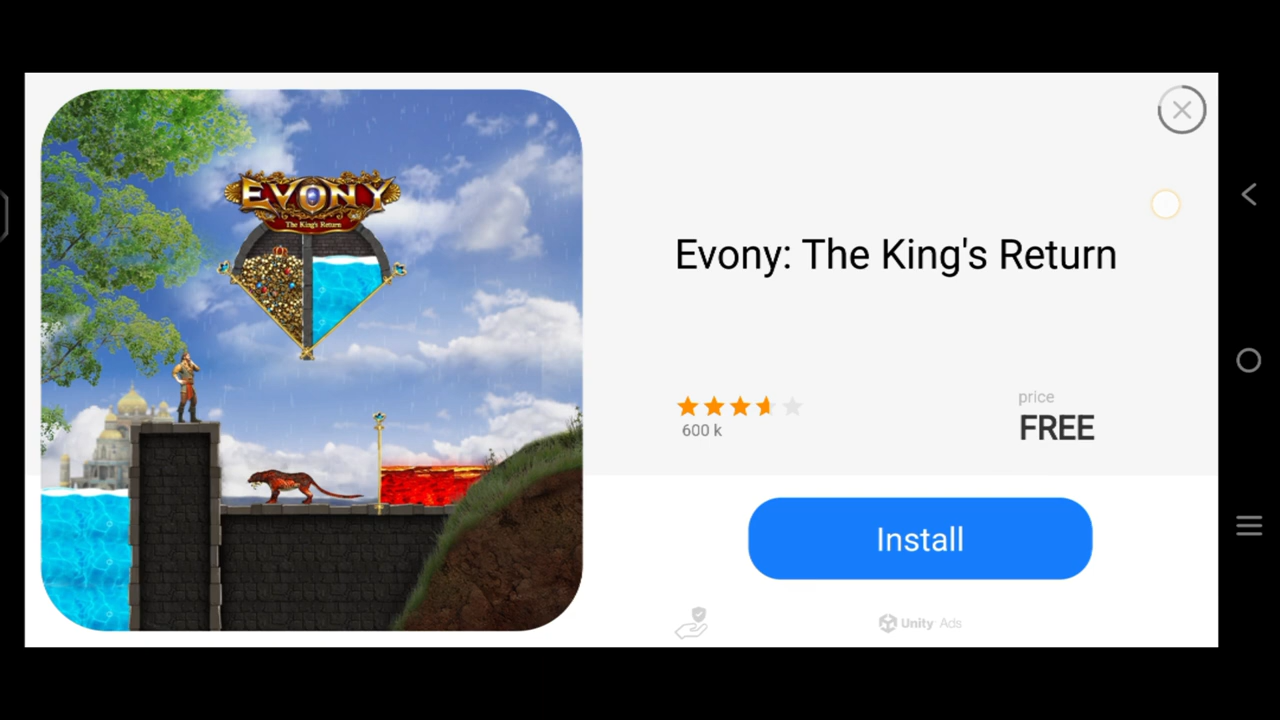 EVONY
The King's Return
Evony: The King's Return
600 k
price
FREE
Install
Unity Ads